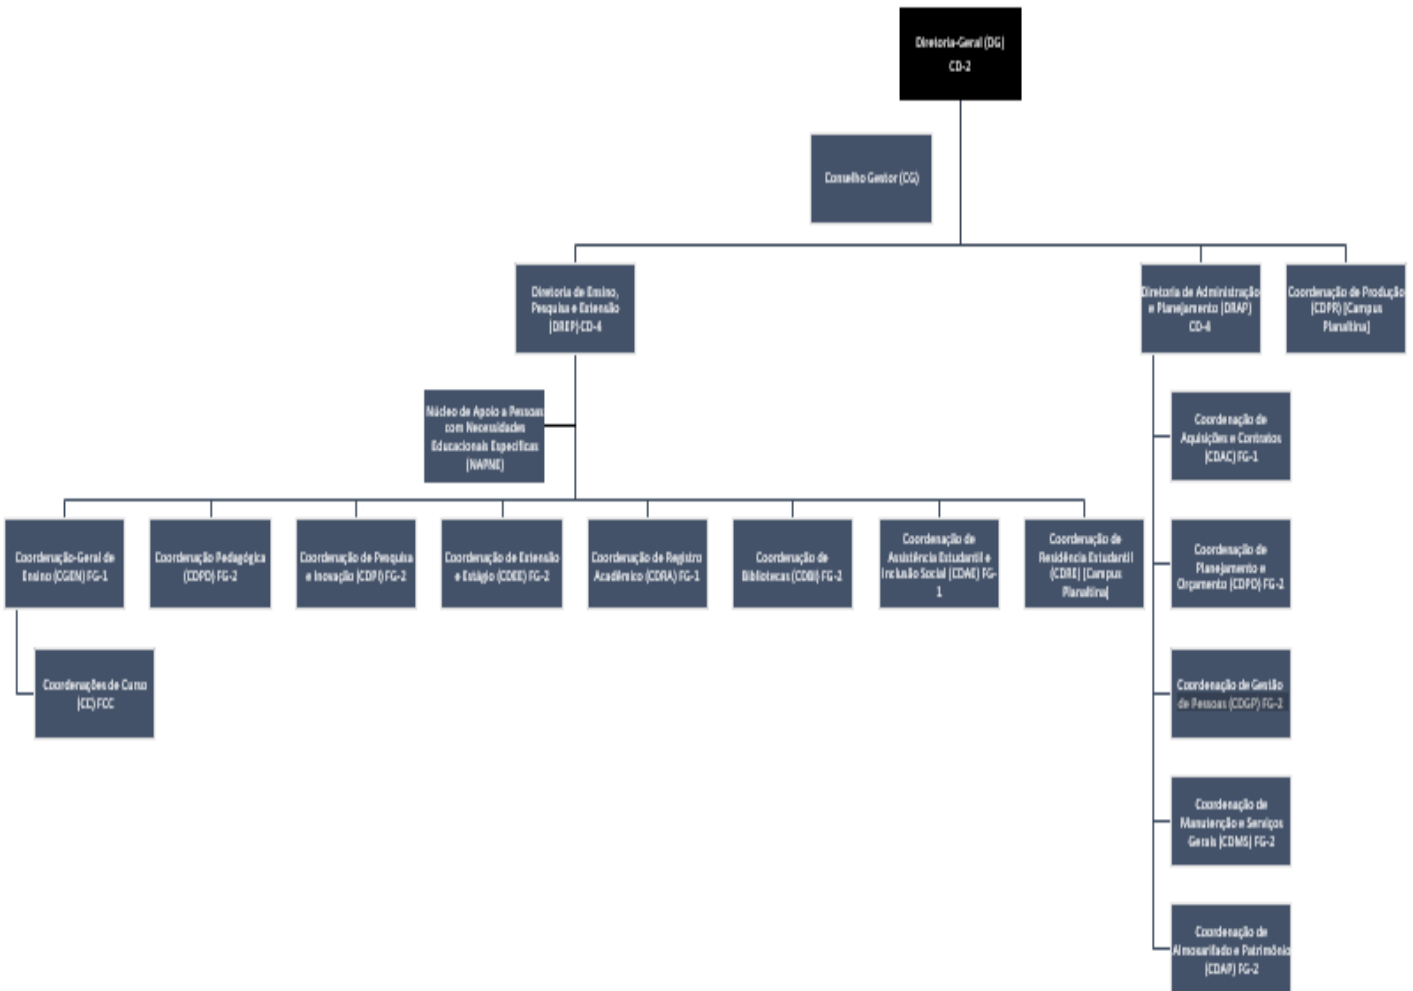 Diretoria-Geral (DG)
CD-2
Conselho Gestor (CG)
Diretoria de Ensino,
Pesquisa e Extensão
(DREP)-CD-4
Diretoria de Administração
e Planejamento (DRAP)
CD-4
Coordenação de Produção
(CDPR) [Campus
Planaltina]
Núcleo de Apoio a Pessoas
com Necessidades
Educacionais Específicas
(NAPNE)
Coordenação-Geral de
Ensino (CGEN) FG-1
Coordenação Pedagógica
(CDPD) FG-2
Coordenação de Pesquisa
e Inovação (CDPI) FG-2
Coordenação de Extensão
e Estágio (CDEE) FG-2
Coordenação de Registro
Acadêmico (CDRA) FG-1
Coordenação de
Bibliotecas (CDBI) FG-2
Coordenação de
Assistência Estudantil e
Inclusão Social (CDAE) FG-
1
Coordenação de
Residência Estudantil
(CDRE) [Campus
Planaltina]
Coordenações de Curso
(CC) FCC
Coordenação de
Aquisições e Contratos
(CDAC) FG-1
Coordenação de
Planejamento e
Orçamento (CDPO) FG-2
Coordenação de Gestão
de Pessoas (CDGP) FG-2
Coordenação de
Manutenção e Serviços
Gerais (CDMS) FG-2
Coordenação de
Almoxarifado e Patrimônio
(CDAP) FG-2